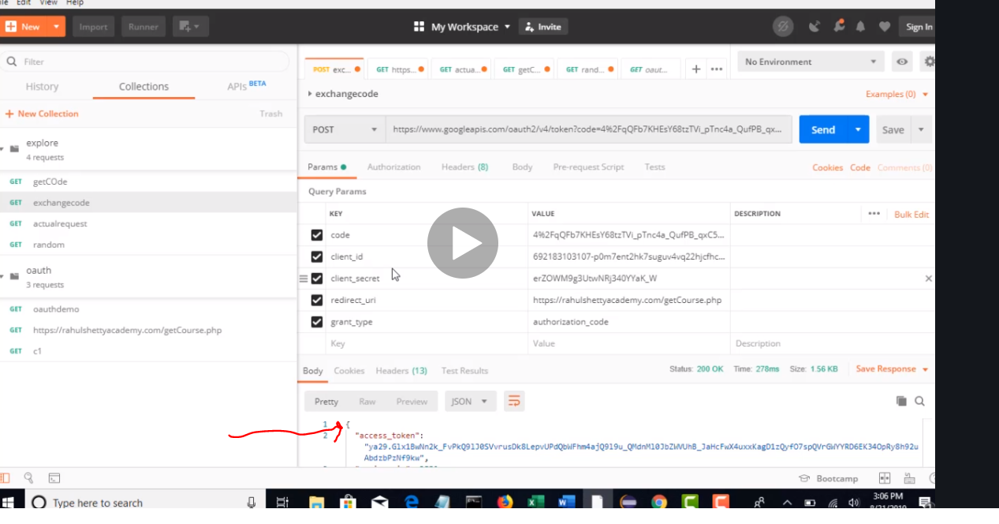 File Edit View Help
New Import Runner My Workspace Invite Sign In
Filter
History Collections APIs BETA
New Collection Trash
explore
4 requests
GET getCOde
GET exchangecode
GET actualrequest
GET random
oauth
3 requests
GET oauthdemo
GET https://rahulshettyacademy.com/getCourse.php
GET c1
POST exc... GET https... GET actua... GET getC... GET rand... GET oaut... + ••• No Environment
exchangecode Examples (0)
POST https://www.googleapis.com/oauth2/v4/token?code=4%2FqQFb7KHEsY68tzTVi_pTnc4a_QufPB_qx... Send Save
Params Authorization Headers (8) Body Pre-request Script Tests Cookies Code Comments (0)
Query Params
KEY VALUE DESCRIPTION ••• Bulk Edit
code 4%2FqQFb7KHEsY68tzTVi_pTnc4a_QufPB_qxC5...
client_id 692183103107-p0m7ent2hk7suguv4vq22hjcfhc...
client_secret erZOWM9g3UtwNRj340YYaK_W
redirect_uri https://rahulshettyacademy.com/getCourse.php
grant_type authorization_code
Key Value Description
Body Cookies Headers (13) Test Results Status: 200 OK Time: 278ms Size: 1.56 KB Save Response
Pretty Raw Preview JSON
1 {
2 "access_token":
"ya29.Glx1BwNn2k_FvPkQ9lJ0SVvrusDk8LepvUPdQbWFhm4ajQ9l9u_QMdnMl0JbZWVUhB_JaHcFwX4uxxKagD1zQyfO7spQVrGWYYRD6EK34OpRy8h92u
AbdzbPzNf9kw",
Bootcamp
Type here to search 3:06 PM